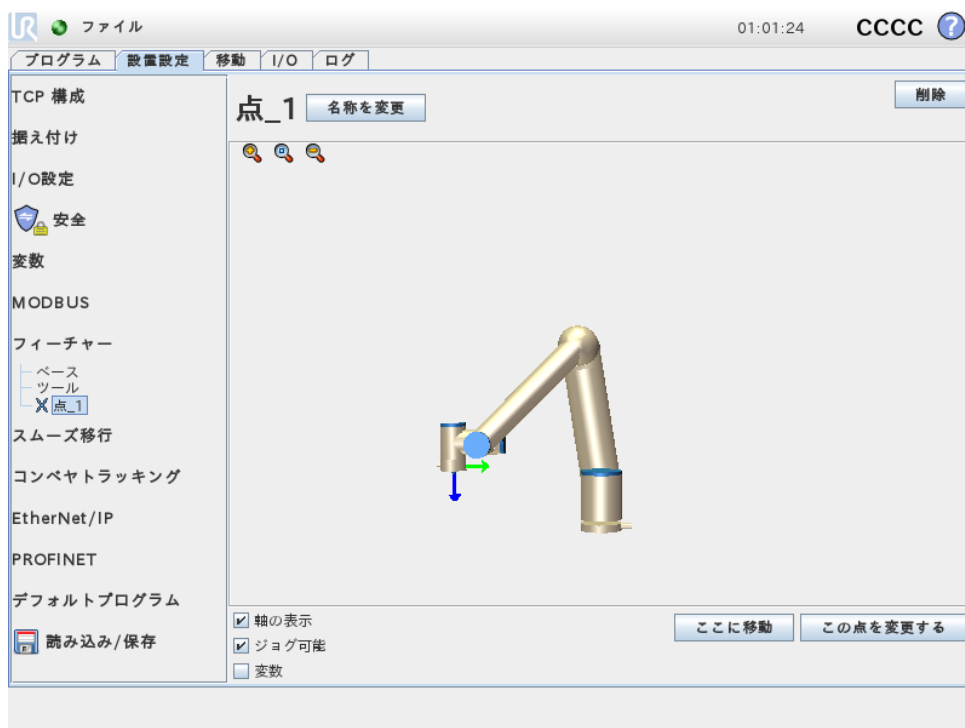 UR ファイル 01:01:24 CCCC ?
プログラム 設置設定 移動 I/O ログ
TCP 構成
据え付け
I/O設定
安全
変数
MODBUS
フィーチャー
ベース
ツール
点_1
スムーズ移行
コンベヤトラッキング
EtherNet/IP
PROFINET
デフォルトプログラム
読み込み/保存
点_1 名称を変更 削除
軸の表示
ジョグ可能
変数
ここに移動 この点を変更する